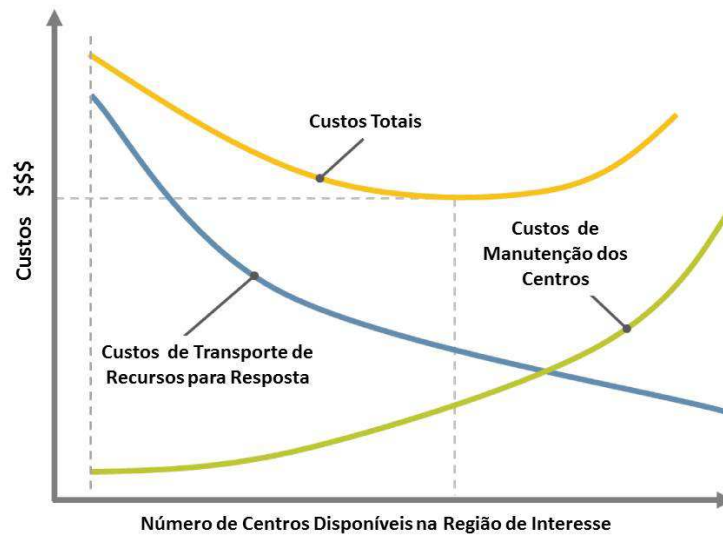 Custos Totais
Custos de
Manutenção dos
Centros
Custos $$$
Custos de Transporte de
Recursos para Resposta
Número de Centros Disponíveis na Região de Interesse